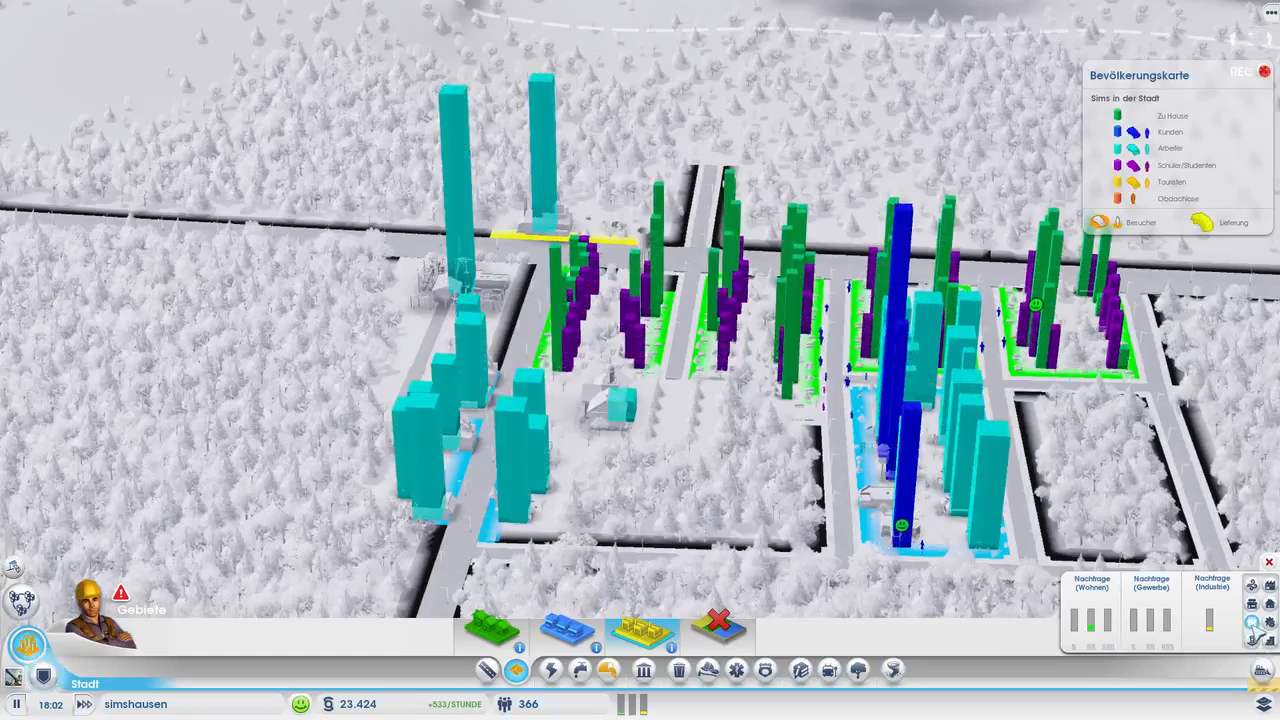 Bevölkerungskarte
REC
Sims in der Stadt
Zu Hause
Kunden
Arbeiter
Schüler/Studenten
Touristen
Obdachlose
Besucher
Lieferung
Gebiete
Nachfrage (Wohnen)
Nachfrage (Gewerbe)
Nachfrage (Industrie)
$ $$ $$$
$ $$ $$$
Stadt
18:02
simshausen
23.424
+533/STUNDE
366